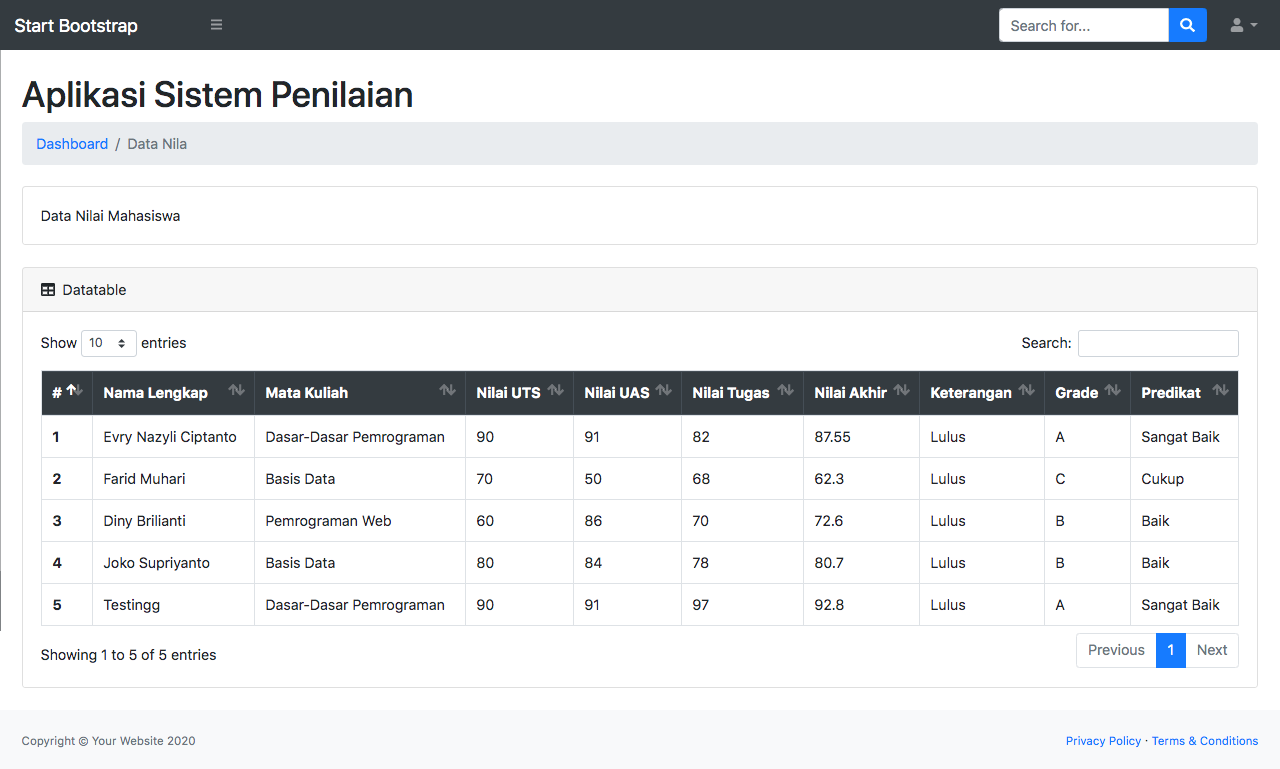 Start Bootstrap
Search for...
Aplikasi Sistem Penilaian
Dashboard / Data Nila
Data Nilai Mahasiswa
Datatable
Show 10 entries Search:
# Nama Lengkap Mata Kuliah Nilai UTS Nilai UAS Nilai Tugas Nilai Akhir Keterangan Grade Predikat
1 Evry Nazyli Ciptanto Dasar-Dasar Pemrograman 90 91 82 87.55 Lulus A Sangat Baik
2 Farid Muhari Basis Data 70 50 68 62.3 Lulus C Cukup
3 Diny Brilianti Pemrograman Web 60 86 70 72.6 Lulus B Baik
4 Joko Supriyanto Basis Data 80 84 78 80.7 Lulus B Baik
5 Testingg Dasar-Dasar Pemrograman 90 91 97 92.8 Lulus A Sangat Baik
Showing 1 to 5 of 5 entries
Previous 1 Next
Copyright © Your Website 2020
Privacy Policy · Terms & Conditions